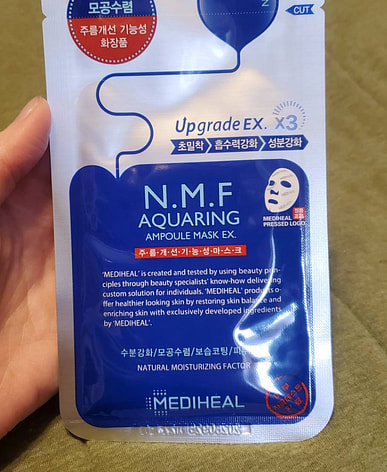 모공수렴
주름개선 기능성
화장품
CUT
Upgrade EX. x3
초밀착 흡수력강화 성분강화
N.M.F
AQUARING
AMPOULE MASK EX.
MEDIHEAL
PRESSED LOGO
주·름·개·선·기·능·성·마·스·크
'MEDIHEAL' is created and tested by using beauty prin-
ciples through beauty specialists' know-how delivering
custom solution for individuals. 'MEDIHEAL' products o-
ffer healthier looking skin by restoring skin balance and
enriching skin with exclusively developed ingredients
by 'MEDIHEAL'.
수분강화/모공수렴/보습코팅/피
NATURAL MOISTURIZING FACTOR
MEDIHEAL